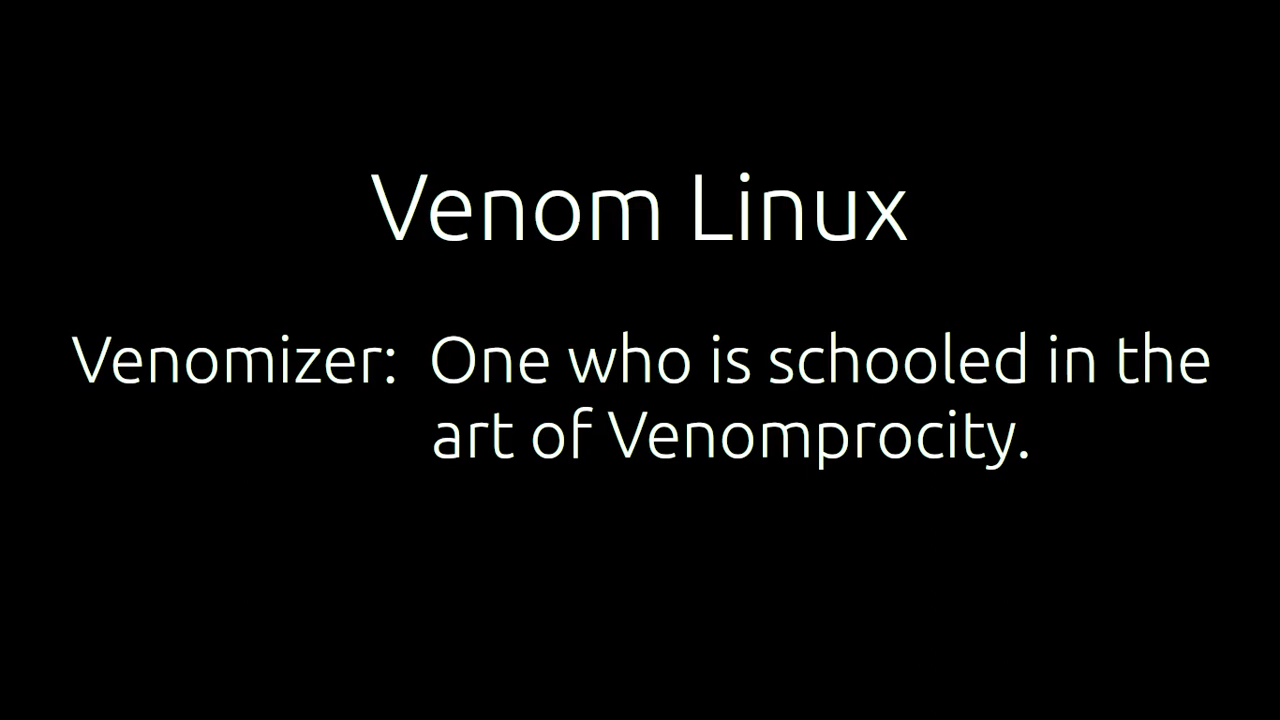 Venom Linux
Venomizer: One who is schooled in the
art of Venomprocity.